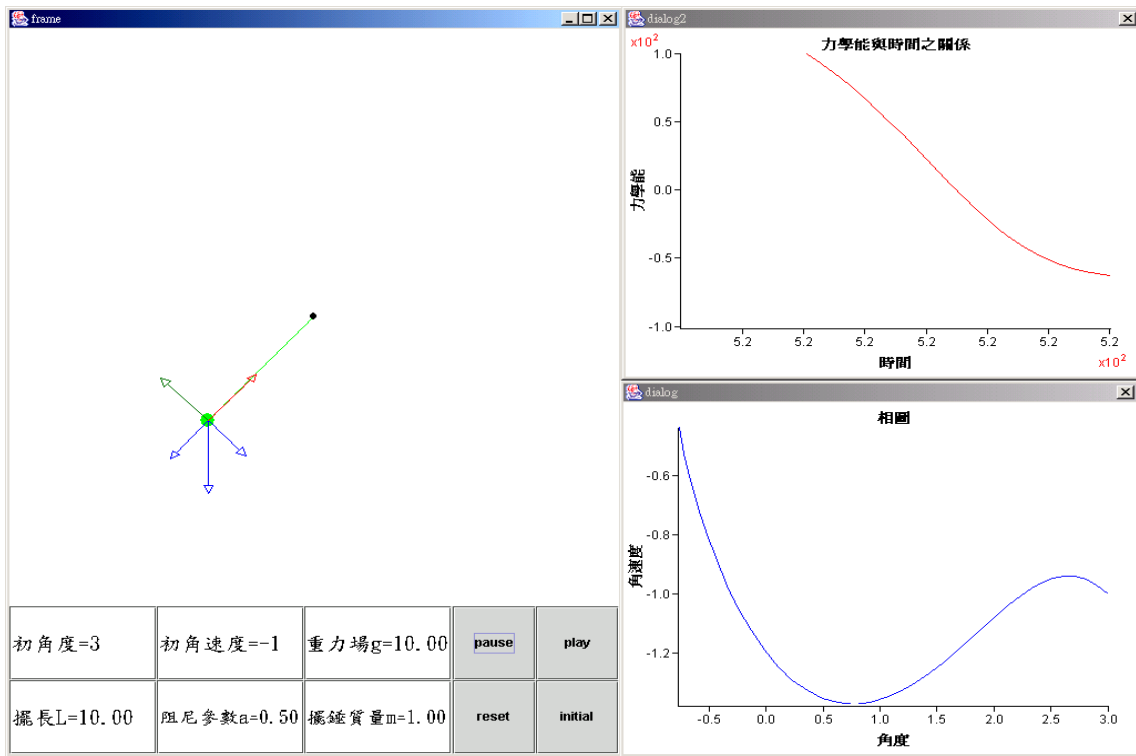 frame
初角度=3
初角速度=-1
重力場g=10.00
pause
play
擺長L=10.00
阻尼參數a=0.50
擺錘質量m=1.00
reset
initial
dialog2
力學能與時間之關係
x10²
1.0
0.5
0.0
-0.5
-1.0
力學能
5.2 5.2 5.2 5.2 5.2 5.2 5.2
時間
x10²
dialog
相圖
-0.6
-0.8
-1.0
-1.2
角速度
-0.5 0.0 0.5 1.0 1.5 2.0 2.5 3.0
角度